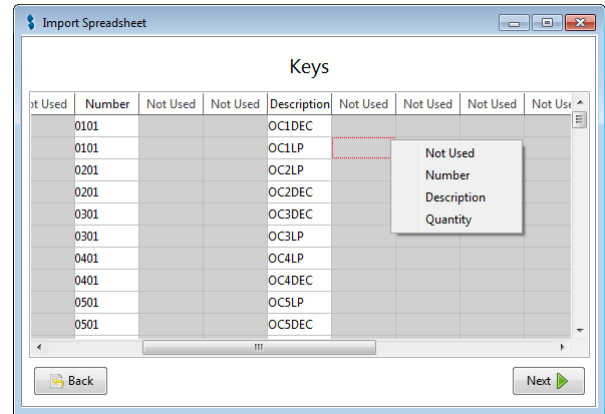 Import Spreadsheet
Keys
ot Used Number Not Used Not Used Description Not Used Not Used Not Used Not Use
0101 OC1DEC
0101 OC1LP
0201 OC2LP
0201 OC2DEC
0301 OC3DEC
0301 OC3LP
0401 OC4LP
0401 OC4DEC
0501 OC5LP
0501 OC5DEC
Not Used
Number
Description
Quantity
Back Next